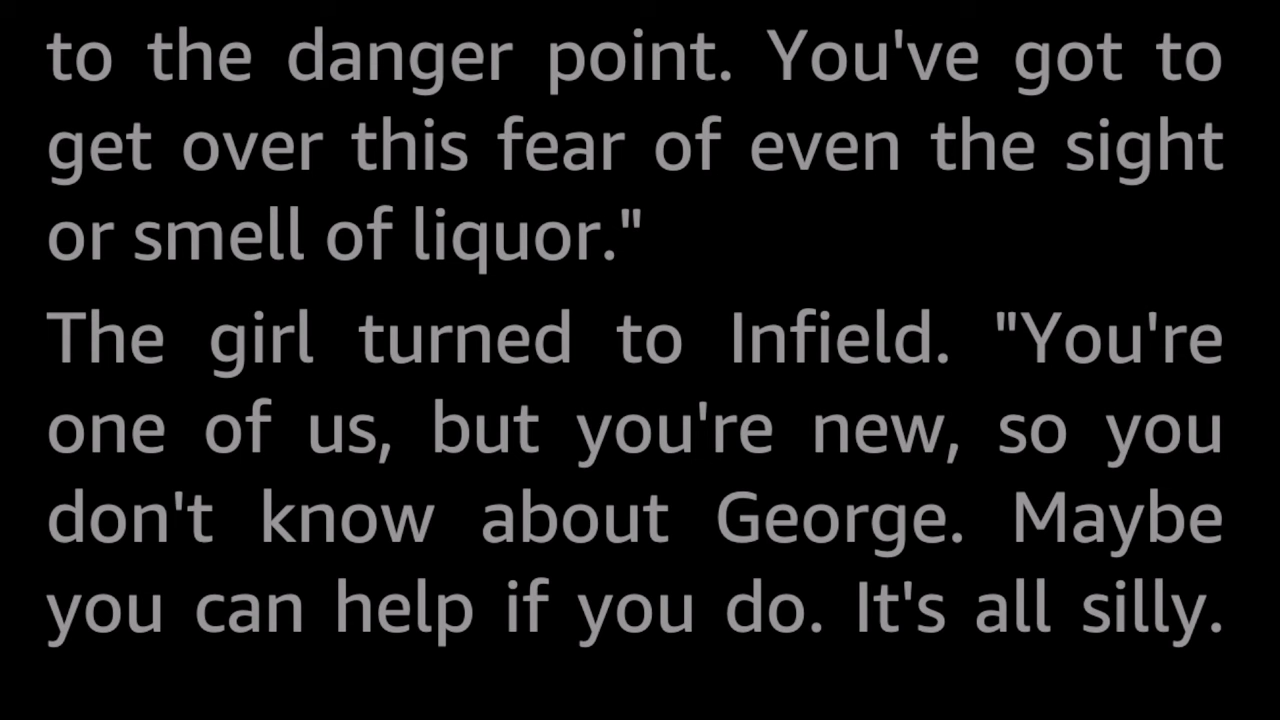 to the danger point. You've got to
get over this fear of even the sight
or smell of liquor."
The girl turned to Infield. "You're
one of us, but you're new, so you
don't know about George. Maybe
you can help if you do. It's all silly.